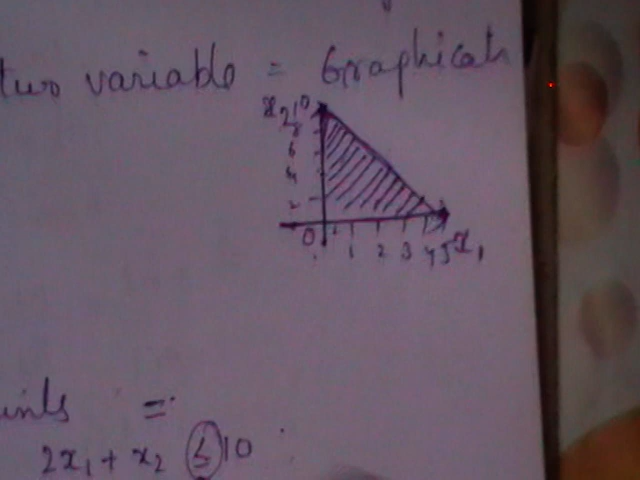 two variable = Graphical
x₂ 10
8
6
4
2
0 1 2 3 4 5 x₁
=
2x₁ + x₂ ≤ 10